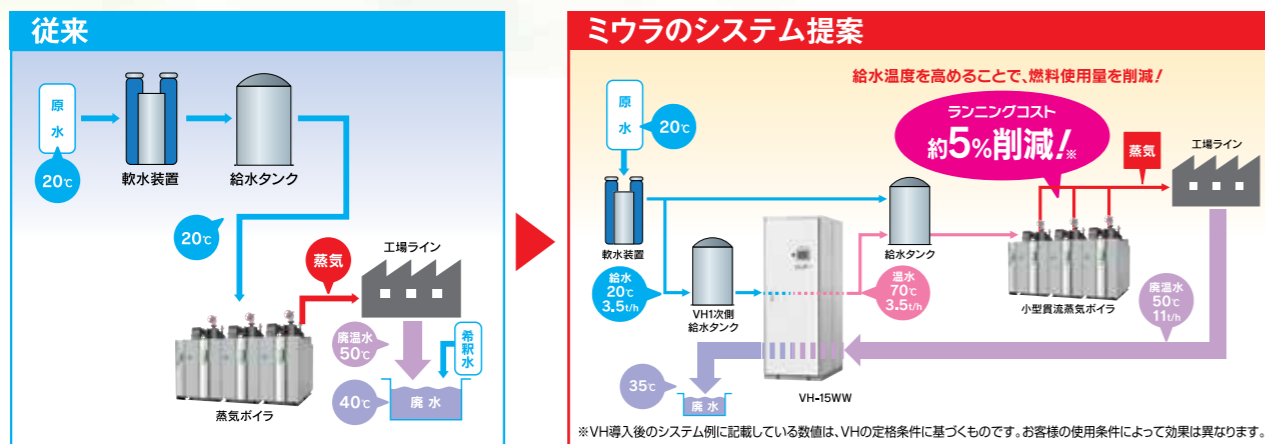 従来
原
水
20℃
軟水装置
給水タンク
20℃
蒸気
工場ライン
廃温水
50℃
希釈水
40℃
廃水
蒸気ボイラ
ミウラのシステム提案
給水温度を高めることで、燃料使用量を削減！
ランニングコスト
約5%削減！※
原
水
20℃
蒸気
工場ライン
軟水装置
給水タンク
給水
20℃
3.5t/h
VH1次側
給水タンク
温水
70℃
3.5t/h
小型貫流蒸気ボイラ
廃温水
50℃
11t/h
35℃
廃水
VH-15WW
※VH導入後のシステム例に記載している数値は、VHの定格条件に基づくものです。お客様の使用条件によって効果は異なります。